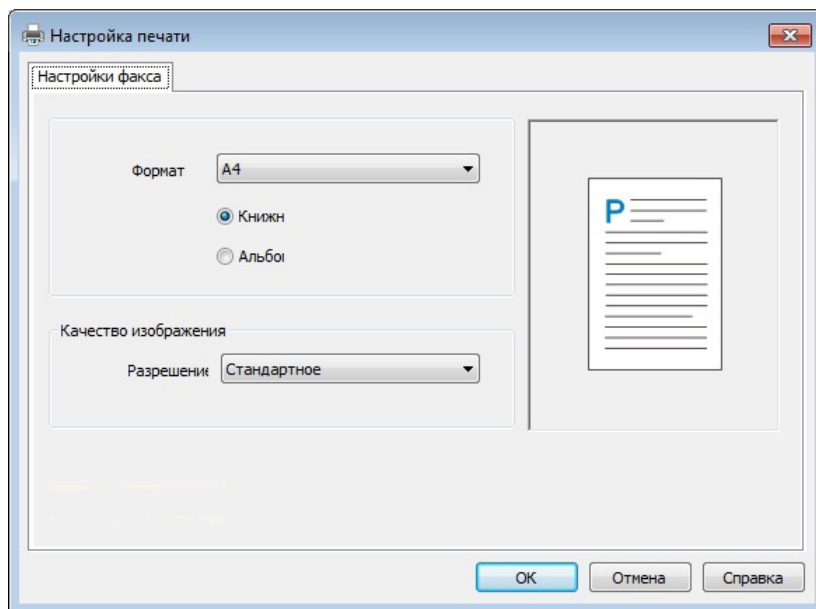 Настройка печати
Настройки факса
Формат
A4
Книжн
Альбо
P
Качество изображения
Разрешение
Стандартное
OK
Отмена
Справка